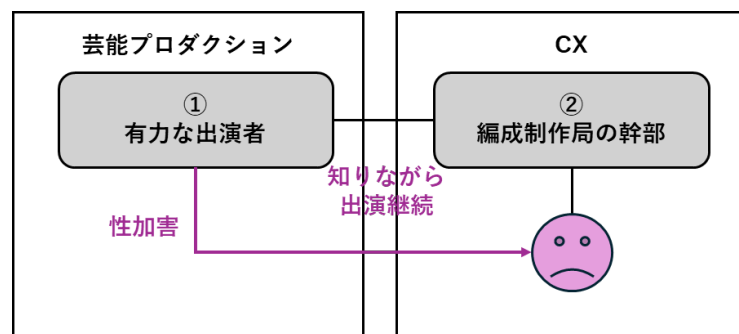 芸能プロダクション
CX
①
有力な出演者
②
編成制作局の幹部
知りながら
出演継続
性加害